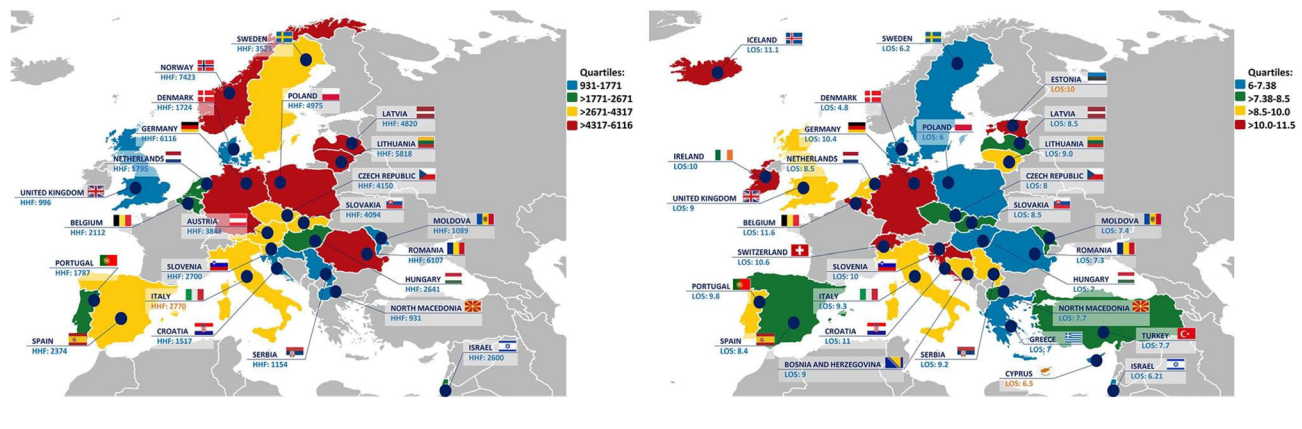 SWEDEN
HHF: 3525
NORWAY
HHF: 7423
DENMARK
HHF: 1724
POLAND
HHF: 4975
GERMANY
HHF: 6116
LATVIA
HHF: 4820
LITHUANIA
HHF: 5818
NETHERLANDS
HHF: 1795
CZECH REPUBLIC
HHF: 4150
UNITED KINGDOM
HHF: 996
SLOVAKIA
HHF: 4094
BELGIUM
HHF: 2112
AUSTRIA
HHF: 3848
MOLDOVA
HHF: 1089
ROMANIA
HHF: 6107
PORTUGAL
HHF: 1787
SLOVENIA
HHF: 2700
HUNGARY
HHF: 2641
ITALY
HHF: 2770
NORTH MACEDONIA
HHF: 931
CROATIA
HHF: 1517
SPAIN
HHF: 2374
SERBIA
HHF: 1154
ISRAEL
HHF: 2600
Quartiles:
931-1771
>1771-2671
>2671-4317
>4317-6116
ICELAND
LOS: 11.1
SWEDEN
LOS: 6.2
ESTONIA
LOS:10
DENMARK
LOS: 4.8
LATVIA
LOS: 8.5
GERMANY
LOS: 10.4
POLAND
LOS: 6
LITHUANIA
LOS: 9.0
IRELAND
LOS:10
NETHERLANDS
LOS: 8.5
CZECH REPUBLIC
LOS: 8
UNITED KINGDOM
LOS: 9
SLOVAKIA
LOS: 8.5
BELGIUM
LOS: 11.6
MOLDOVA
LOS: 7.4
SWITZERLAND
LOS: 10.6
ROMANIA
LOS: 7.3
SLOVENIA
LOS: 10
HUNGARY
LOS: 7
PORTUGAL
LOS: 9.8
ITALY
LOS: 9.3
NORTH MACEDONIA
LOS: 7.7
CROATIA
LOS: 11
GREECE
LOS: 7
TURKEY
LOS: 7.7
SPAIN
LOS: 8.4
SERBIA
LOS: 9.2
BOSNIA AND HERZEGOVINA
LOS: 9
CYPRUS
LOS: 6.5
ISRAEL
LOS: 6.21
Quartiles:
6-7.38
>7.38-8.5
>8.5-10.0
>10.0-11.5